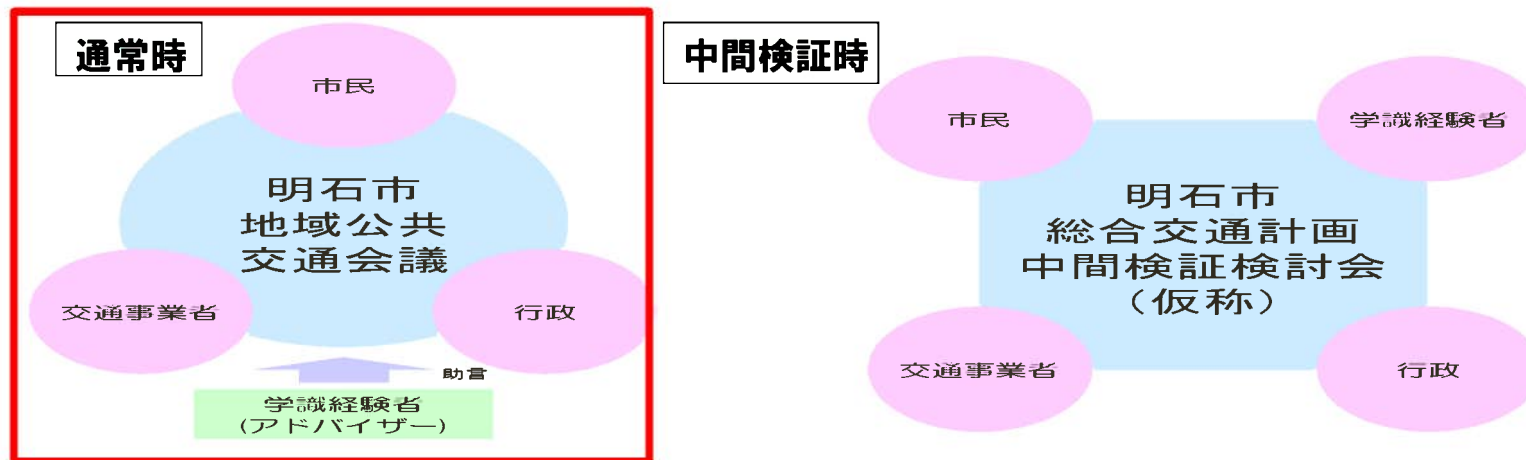 通常時
市民
明石市
地域公共
交通会議
交通事業者
行政
助言
学識経験者
(アドバイザー)
中間検証時
市民
学識経験者
明石市
総合交通計画
中間検証検討会
(仮称)
交通事業者
行政